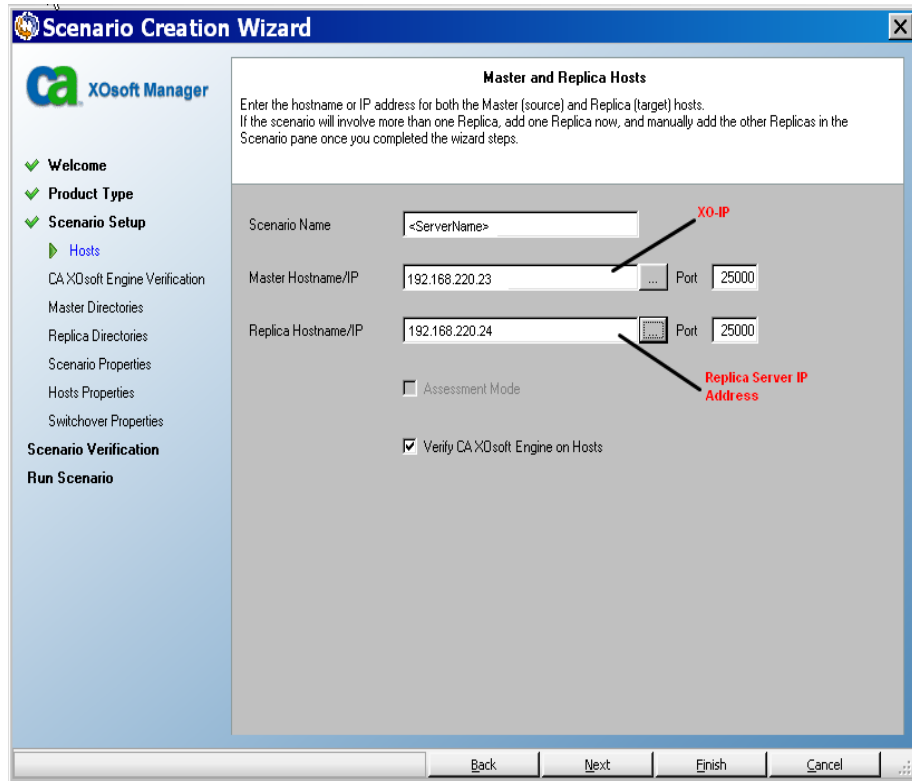 Scenario Creation Wizard
ca XOsoft Manager
Welcome
Product Type
Scenario Setup
Hosts
CA XOsoft Engine Verification
Master Directories
Replica Directories
Scenario Properties
Hosts Properties
Switchover Properties
Scenario Verification
Run Scenario
Master and Replica Hosts
Enter the hostname or IP address for both the Master (source) and Replica (target) hosts.
If the scenario will involve more than one Replica, add one Replica now, and manually add the other Replicas in the
Scenario pane once you completed the wizard steps.
Scenario Name <ServerName>
XO-IP
Master Hostname/IP 192.168.220.23 ... Port 25000
Replica Hostname/IP 192.168.220.24 ... Port 25000
Replica Server IP
Address
Assessment Mode
Verify CA XOsoft Engine on Hosts
Back Next Finish Cancel